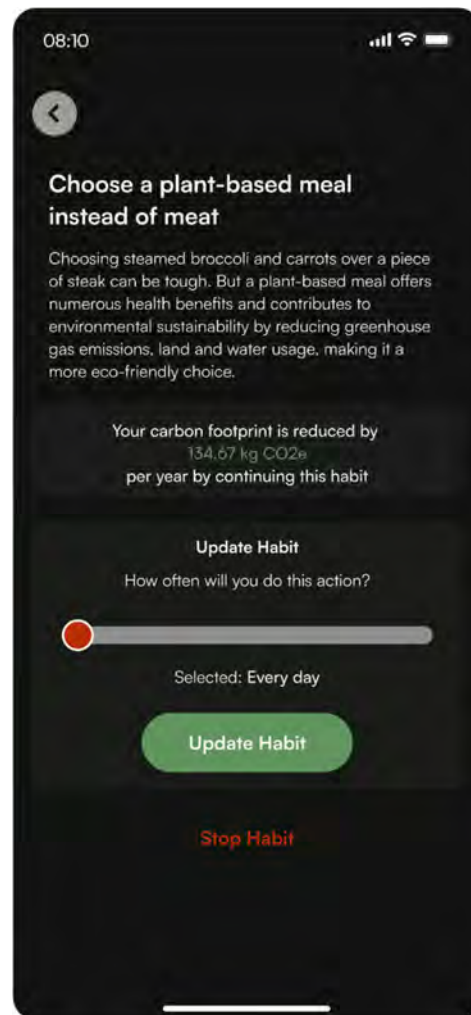 08:10
Choose a plant-based meal
instead of meat
Choosing steamed broccoli and carrots over a piece
of steak can be tough. But a plant-based meal offers
numerous health benefits and contributes to
environmental sustainability by reducing greenhouse
gas emissions, land and water usage, making it a
more eco-friendly choice.
Your carbon footprint is reduced by
134.67 kg CO2e
per year by continuing this habit
Update Habit
How often will you do this action?
Selected: Every day
Update Habit
Stop Habit